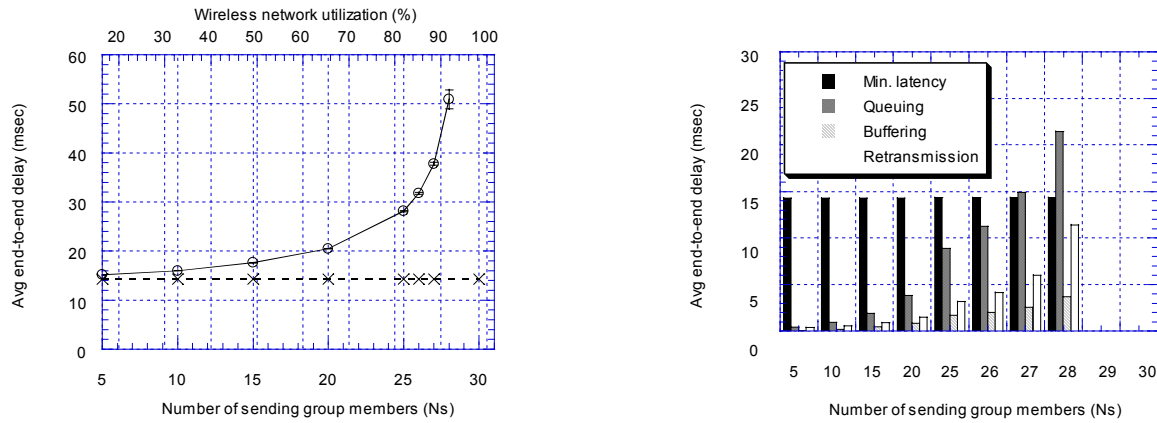 Wireless network utilization (%)
20 30 40 50 60 70 80 90 100
60
50
40
30
20
10
0
Avg end-to-end delay (msec)
5 10 15 20 25 30
Number of sending group members (Ns)
30
25
20
15
10
5
0
Avg end-to-end delay (msec)
Min. latency
Queuing
Buffering
Retransmission
5 10 15 20 25 26 27 28 29 30
Number of sending group members (Ns)